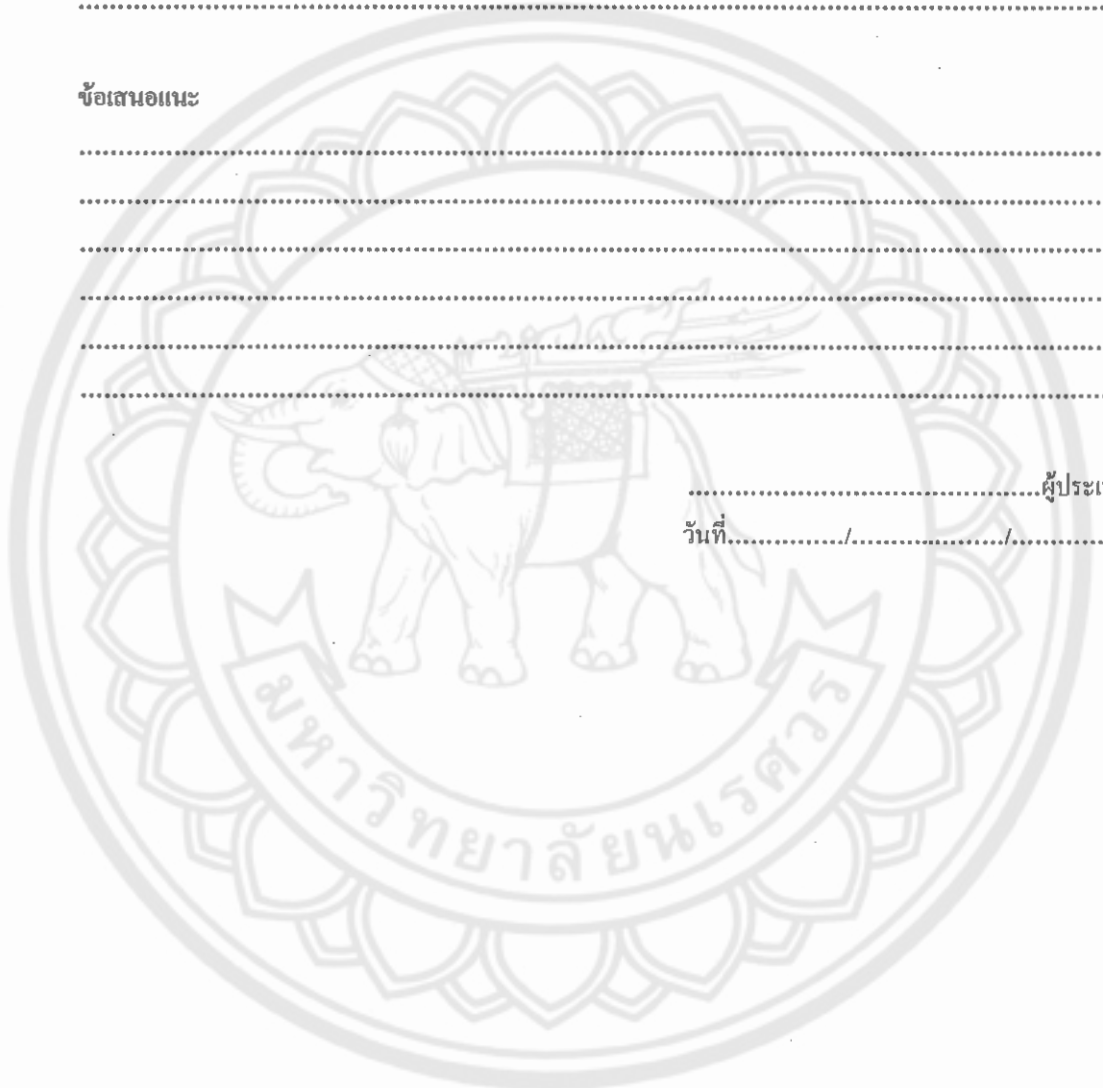 ข้อเสนอแนะ
ผู้ประเ
วันที่............/................../............
มหาวิทยาลัยนเรศวร